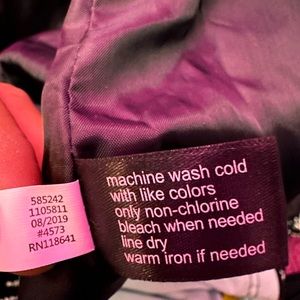 585242
1105811
08/2019
#4573
RN118641
machine wash cold
with like colors
only non-chlorine
bleach when needed
line dry
warm iron if needed